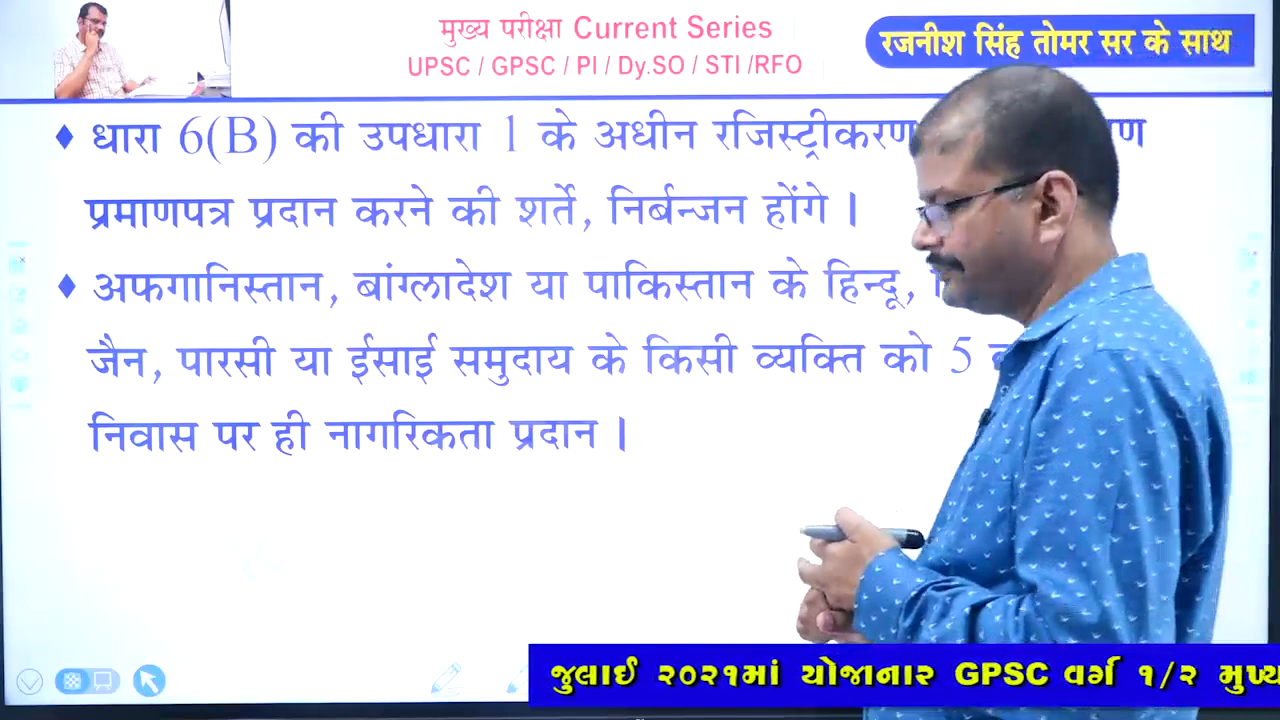 मुख्य परीक्षा Current Series
UPSC / GPSC / PI / Dy.SO / STI /RFO
रजनीश सिंह तोमर सर के साथ
♦ धारा 6(B) की उपधारा 1 के अधीन रजिस्ट्रीकरण
प्रमाणपत्र प्रदान करने की शर्ते, निर्बन्जन होंगे ।
♦ अफगानिस्तान, बांग्लादेश या पाकिस्तान के हिन्दू,
जैन, पारसी या ईसाई समुदाय के किसी व्यक्ति को 5
निवास पर ही नागरिकता प्रदान ।
જુલાઈ ૨૦૨૧માં યોજાનાર GPSC વર્ગ ૧/૨